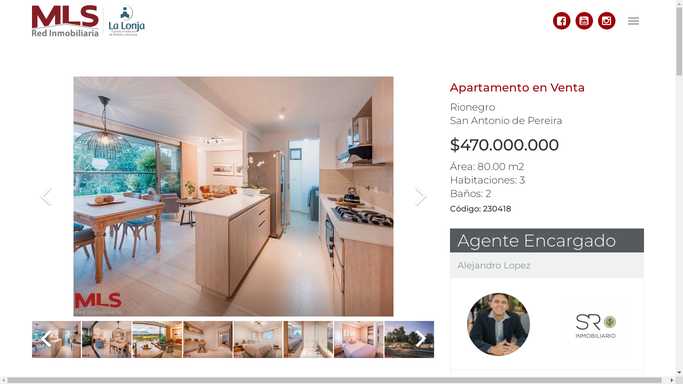 MLS
Red Inmobiliaria
La Lonja
Apartamento en Venta
Rionegro
San Antonio de Pereira
$470.000.000
Área: 80.00 m2
Habitaciones: 3
Baños: 2
Código: 230418
Agente Encargado
Alejandro Lopez
SR
INMOBILIARIO
MLS
Red Inmobiliaria